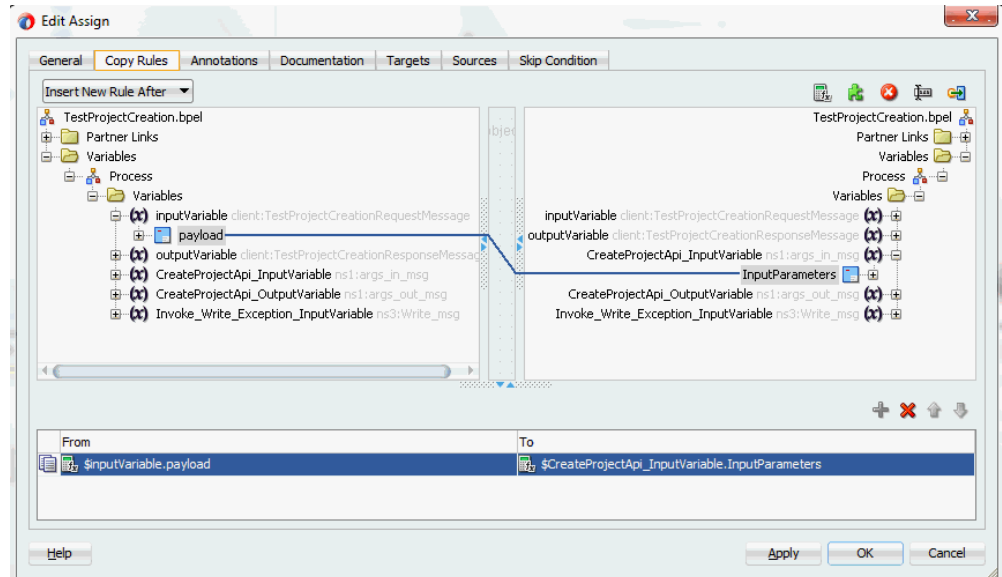 Edit Assign
General Copy Rules Annotations Documentation Targets Sources Skip Condition
Insert New Rule After
TestProjectCreation.bpel
Partner Links
Variables
Process
Variables
inputVariable client:TestProjectCreationRequestMessage
payload
outputVariable client:TestProjectCreationResponseMessag
CreateProjectApi_InputVariable ns1:args_in_msg
CreateProjectApi_OutputVariable ns1:args_out_msg
Invoke_Write_Exception_InputVariable ns3:Write_msg
TestProjectCreation.bpel
Partner Links
Variables
Process
Variables
inputVariable client:TestProjectCreationRequestMessage
outputVariable client:TestProjectCreationResponseMessage
CreateProjectApi_InputVariable ns1:args_in_msg
InputParameters
CreateProjectApi_OutputVariable ns1:args_out_msg
Invoke_Write_Exception_InputVariable ns3:Write_msg
From To
$inputVariable.payload $CreateProjectApi_InputVariable.InputParameters
Help Apply OK Cancel